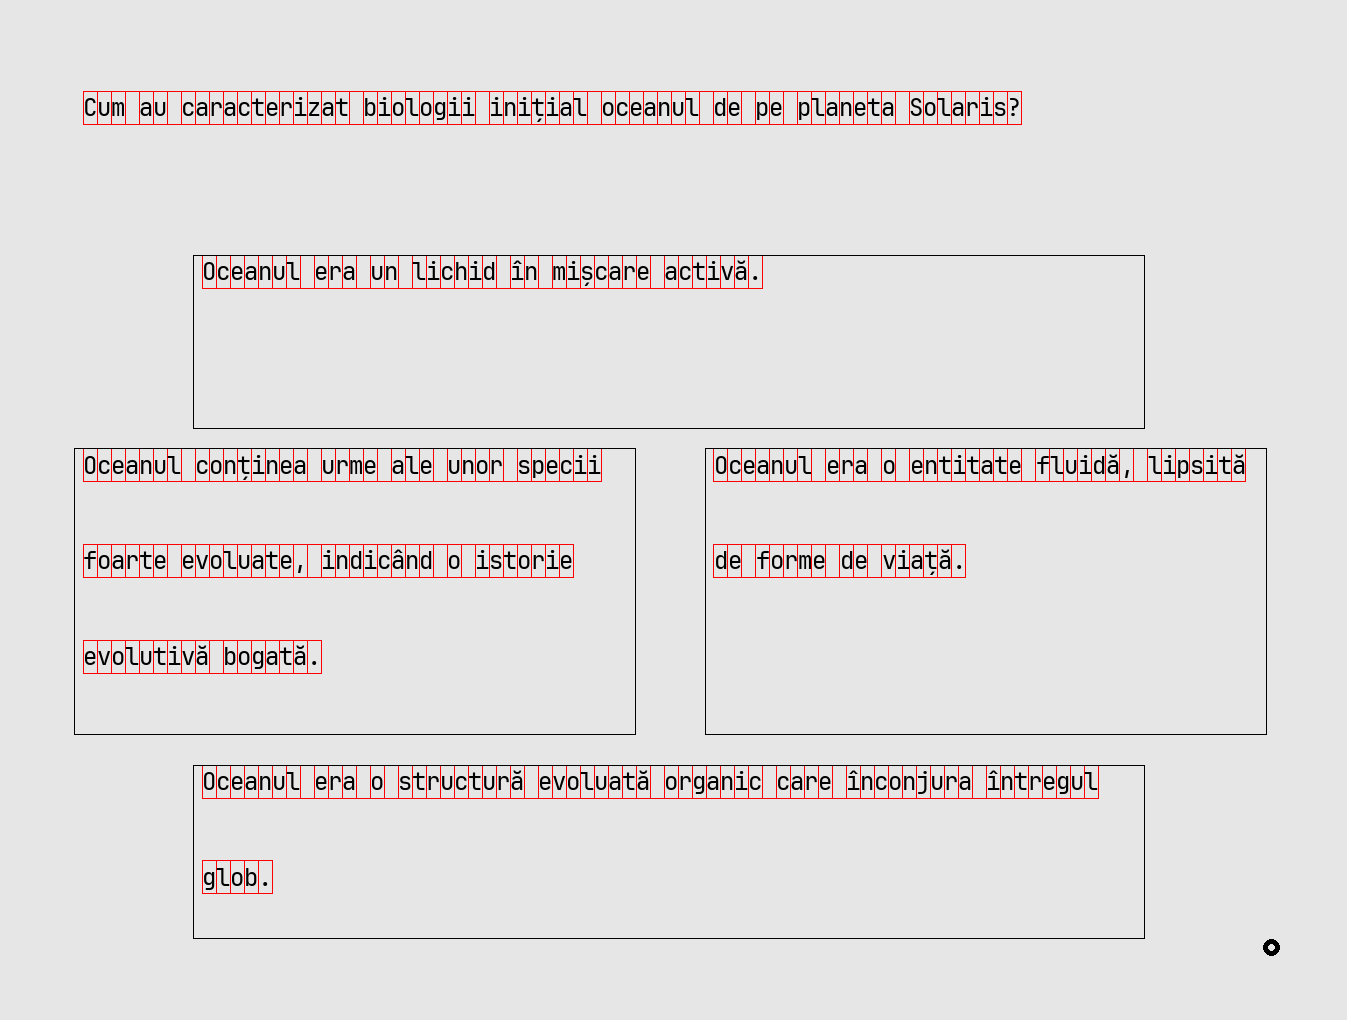 Cum au caracterizat biologii inițial oceanul de pe planeta Solaris?
Oceanul era un lichid în mișcare activă.
Oceanul conținea urme ale unor specii
foarte evoluate, indicând o istorie
evolutivă bogată.
Oceanul era o entitate fluidă, lipsită
de forme de viață.
Oceanul era o structură evoluată organic care înconjura întregul
glob.